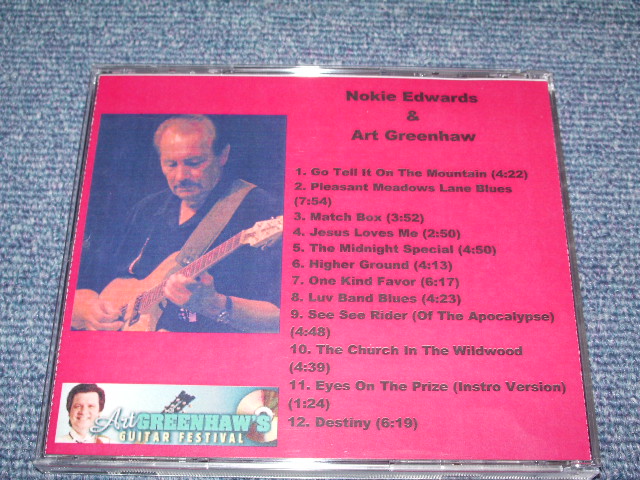 Nokie Edwards
&
Art Greenhaw
1. Go Tell It On The Mountain (4:22)
2. Pleasant Meadows Lane Blues
(7:54)
3. Match Box (3:52)
4. Jesus Loves Me (2:50)
5. The Midnight Special (4:50)
6. Higher Ground (4:13)
7. One Kind Favor (6:17)
8. Luv Band Blues (4:23)
9. See See Rider (Of The Apocalypse)
(4:48)
10. The Church In The Wildwood
(4:39)
11. Eyes On The Prize (Instro Version)
(1:24)
12. Destiny (6:19)
Art GREENHAW'S
GUITAR FESTIVAL